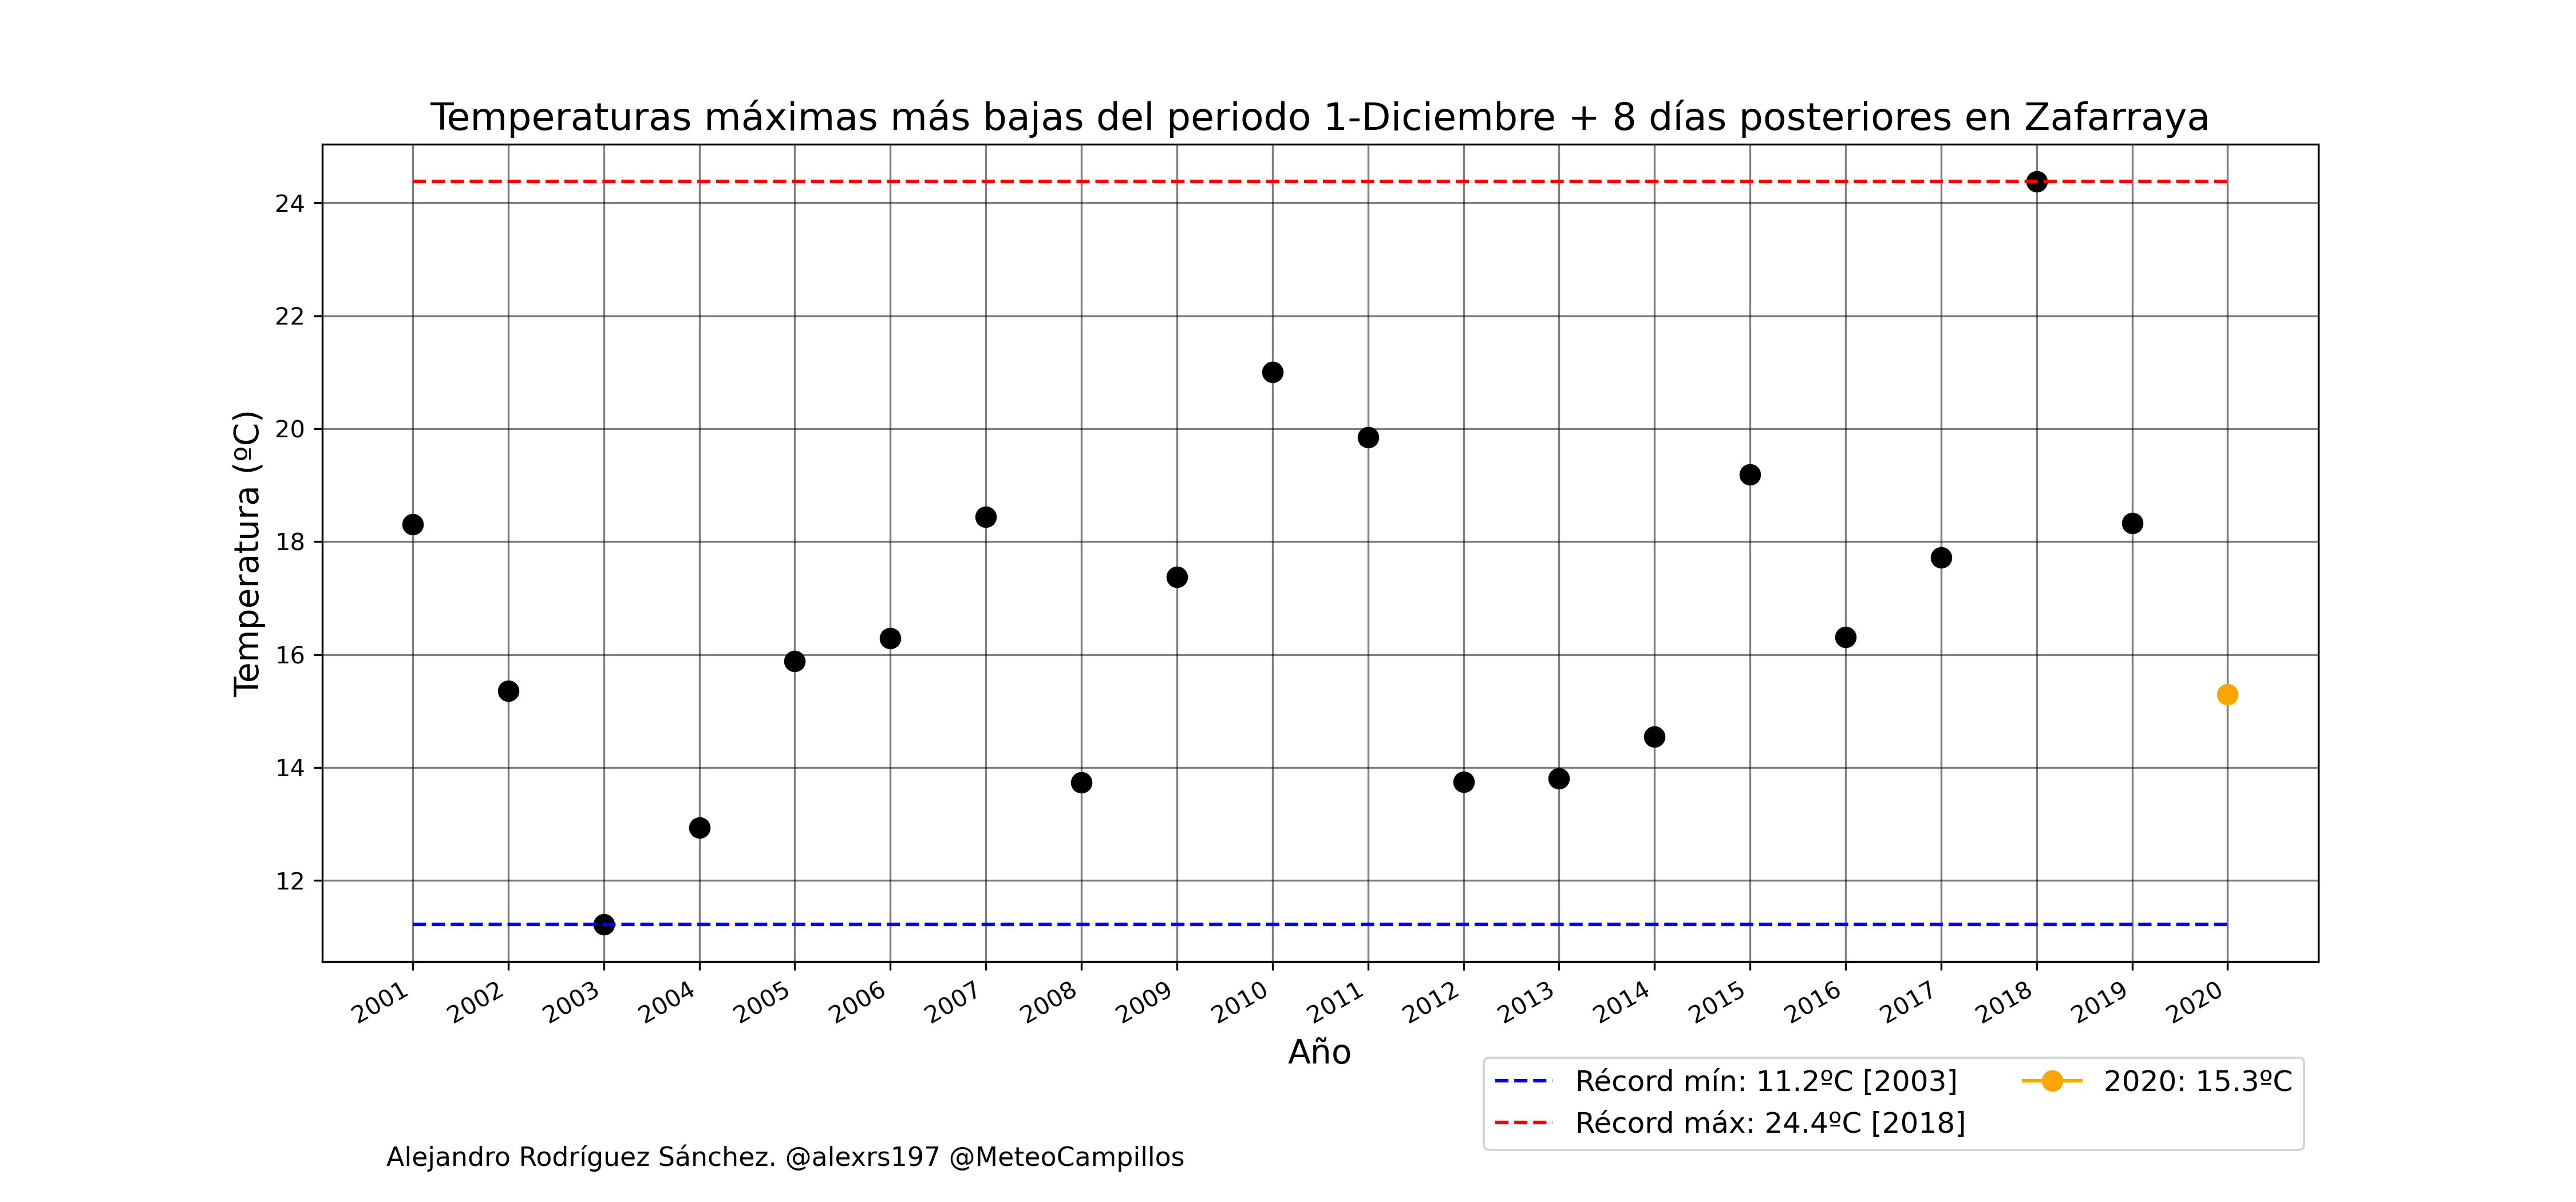 Temperaturas máximas más bajas del periodo 1-Diciembre + 8 días posteriores en Zafarraya
Temperatura (ºC)
24
22
20
18
16
14
12
2001 2002 2003 2004 2005 2006 2007 2008 2009 2010 2011 2012 2013 2014 2015 2016 2017 2018 2019 2020
Año
Récord mín: 11.2ºC [2003]
Récord máx: 24.4ºC [2018]
2020: 15.3ºC
Alejandro Rodríguez Sánchez. @alexrs197 @MeteoCampillos